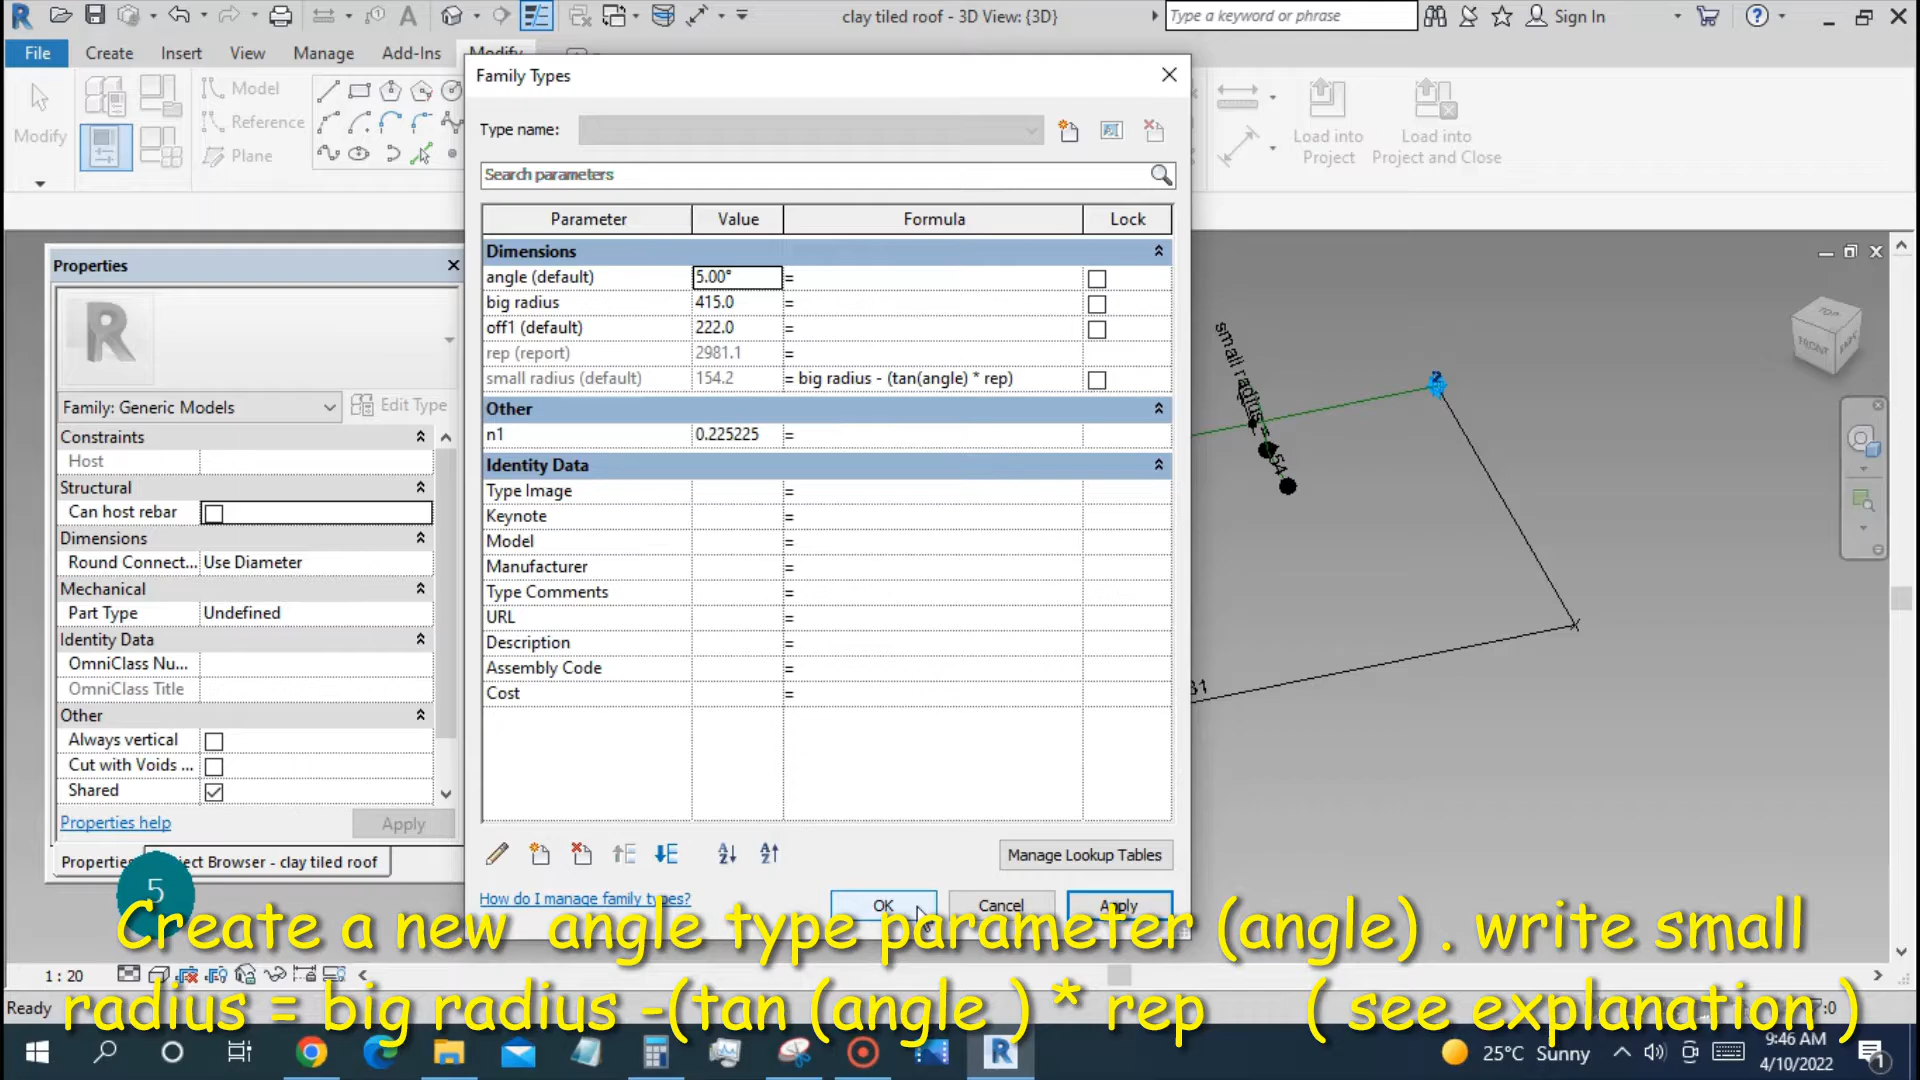 clay tiled roof - 3D View: {3D}
Type a keyword or phrase
Sign In
File
Create
Insert
View
Manage
Add-Ins
Modify
Model
Reference
Plane
Modify
Load into
Project
Load into
Project and Close
Family Types
Type name:
Search parameters
Parameter Value Formula Lock
Dimensions
angle (default) 5.00° =
big radius 415.0 =
off1 (default) 222.0 =
rep (report) 2981.1 =
small radius (default) 154.2 = big radius - (tan(angle) * rep)
Other
n1 0.225225 =
Identity Data
Type Image =
Keynote =
Model =
Manufacturer =
Type Comments =
URL =
Description =
Assembly Code =
Cost =
Manage Lookup Tables
How do I manage family types?
OK
Cancel
Apply
Properties
R
Family: Generic Models
Edit Type
Constraints
Host
Structural
Can host rebar
Dimensions
Round Connect... Use Diameter
Mechanical
Part Type Undefined
Identity Data
OmniClass Nu...
OmniClass Title
Other
Always vertical
Cut with Voids ...
Shared
Properties help
Apply
Project Browser - clay tiled roof
small radius =
TOP
FRONT
5
Create a new angle type parameter (angle) . write small
radius = big radius -(tan (angle ) * rep ( see explanation )
1 : 20
Ready
:0
25°C Sunny
9:46 AM
4/10/2022
1